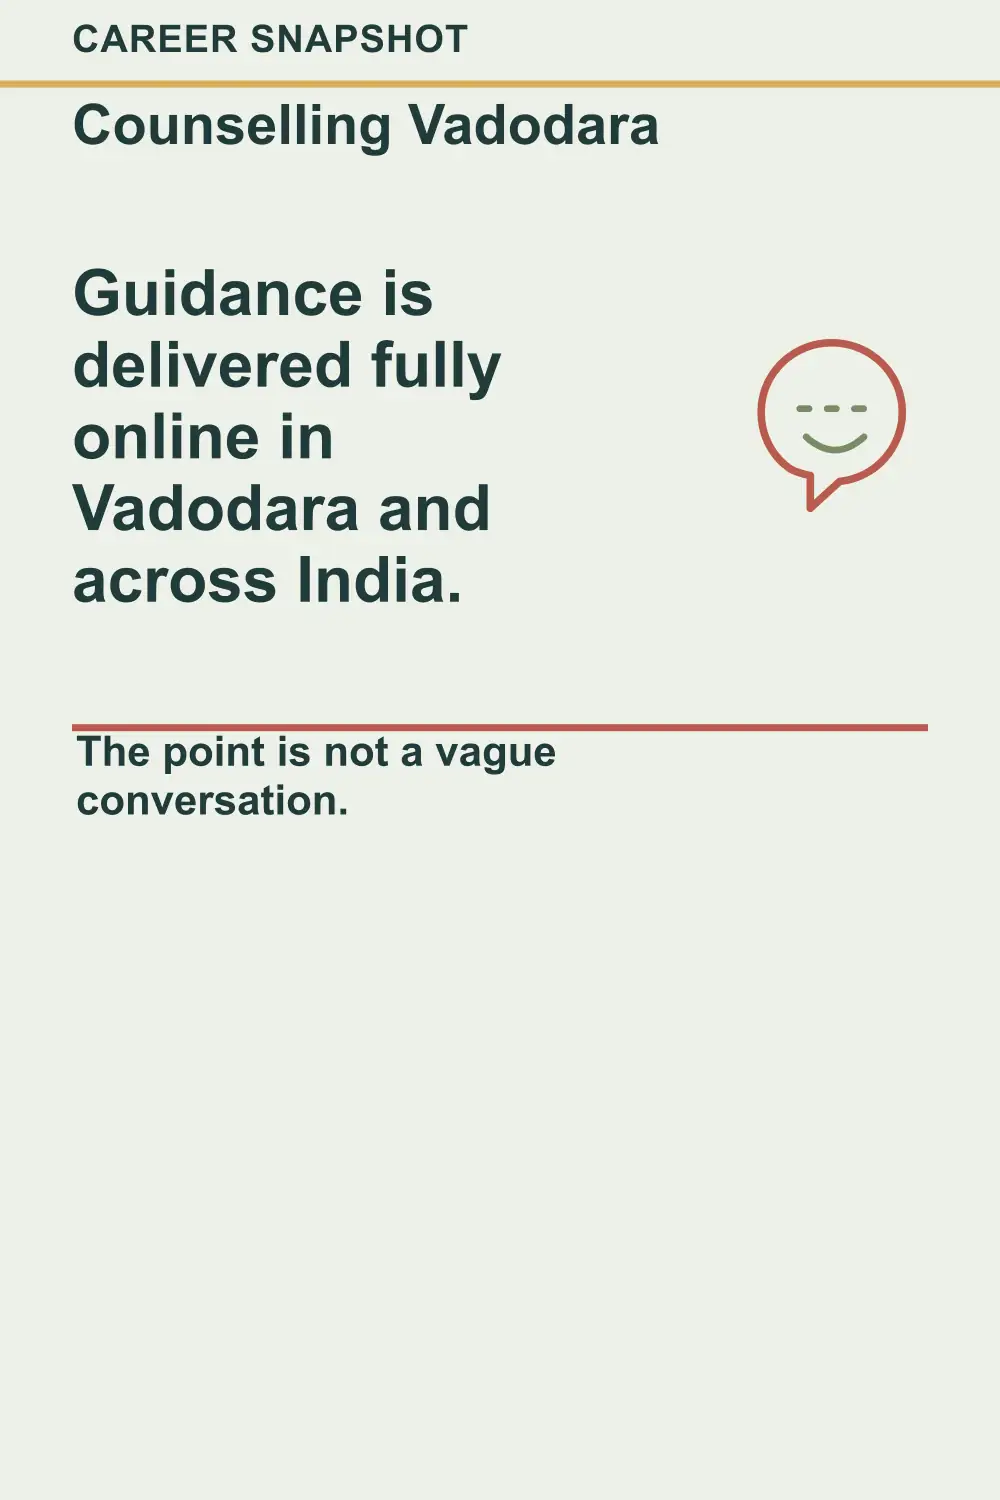 CAREER SNAPSHOT
Counselling Vadodara
Guidance is
delivered fully
online in
Vadodara and
across India.
The point is not a vague
conversation.